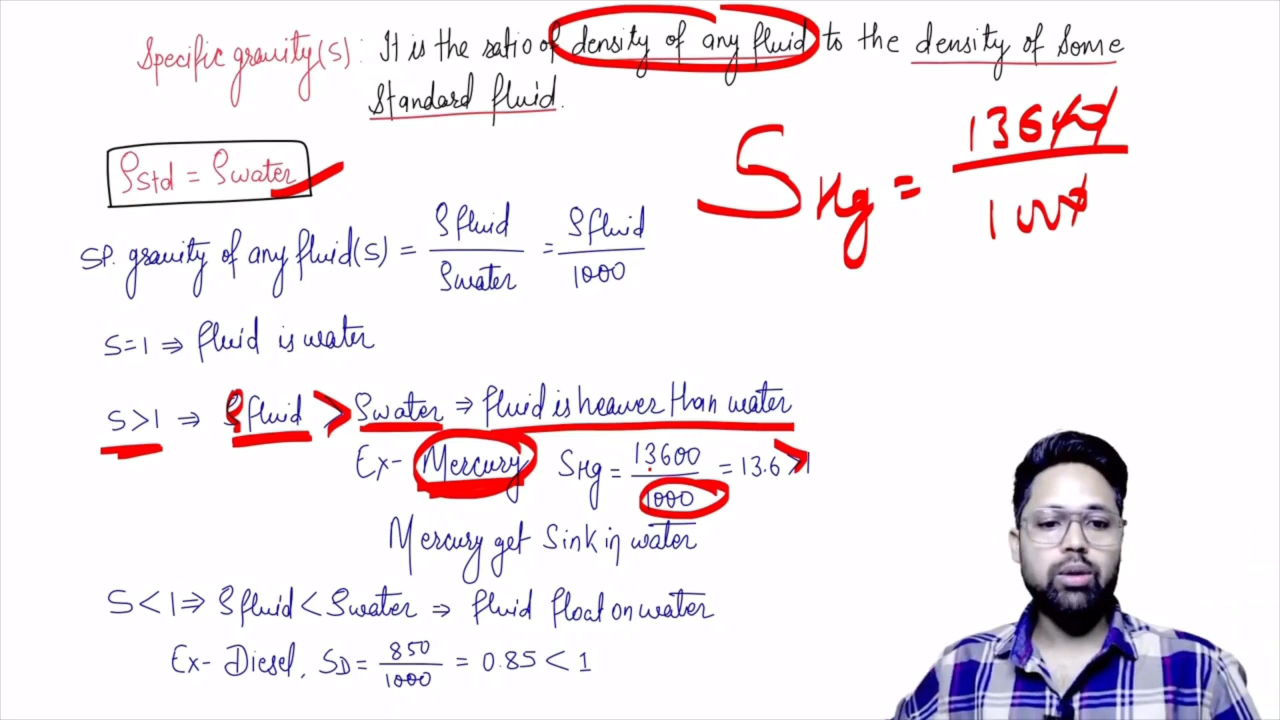 Specific gravity(S): It is the ratio of density of any fluid to the density of Some
Standard fluid.
S Hg = 13600 / 1000
ρstd = ρwater
SP. gravity of any fluid(S) = ρfluid / ρwater = ρfluid / 1000
S=1 ⇒ fluid is water
S>1 ⇒ ρfluid > ρwater ⇒ fluid is heavier than water
Ex- Mercury SHg = 13600 / 1000 = 13.6 > 1
Mercury get Sink in water
S<1 ⇒ ρfluid < ρwater ⇒ fluid float on water
Ex- Diesel, SD = 850 / 1000 = 0.85 < 1